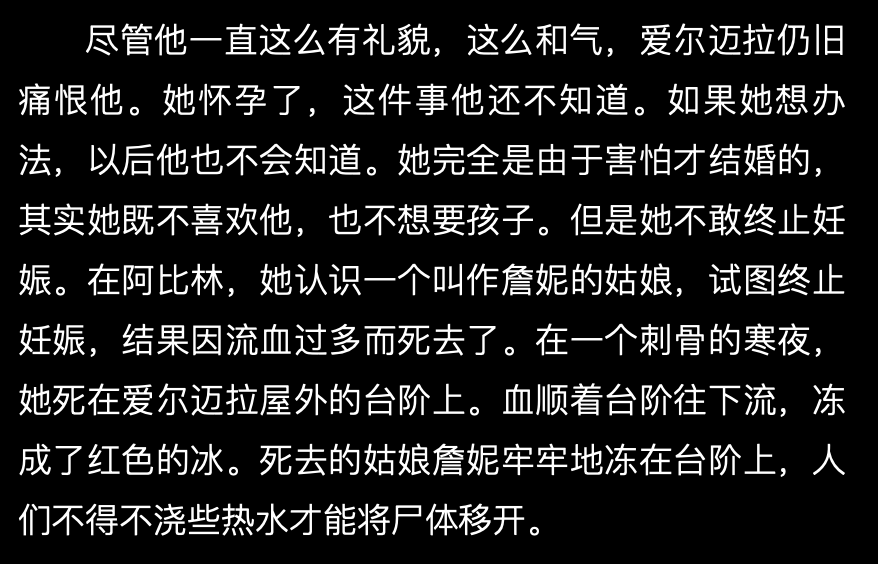 尽管他一直这么有礼貌，这么和气，爱尔迈拉仍旧
痛恨他。她怀孕了，这件事他还不知道。如果她想办
法，以后他也不会知道。她完全是由于害怕才结婚的，
其实她既不喜欢他，也不想要孩子。但是她不敢终止妊
娠。在阿比林，她认识一个叫作詹妮的姑娘，试图终止
妊娠，结果因流血过多而死去了。在一个刺骨的寒夜，
她死在爱尔迈拉屋外的台阶上。血顺着台阶往下流，冻
成了红色的冰。死去的姑娘詹妮牢牢地冻在台阶上，人
们不得不浇些热水才能将尸体移开。